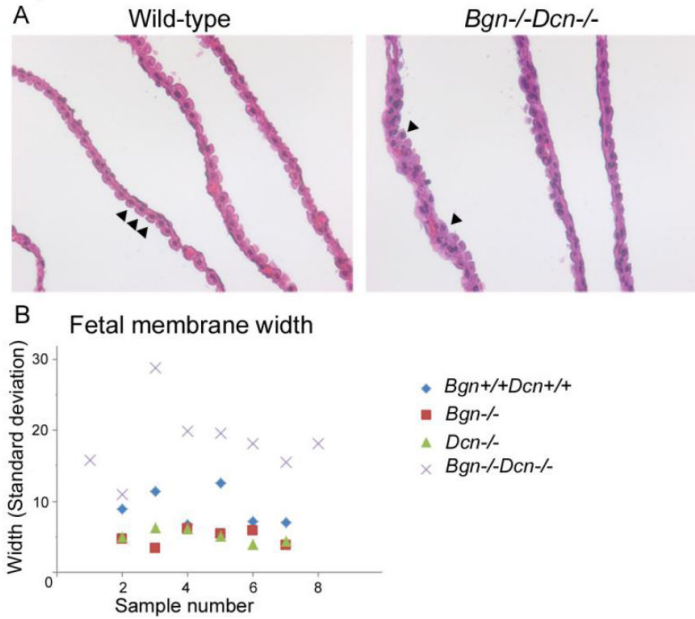 A
Wild-type
Bgn-/-Dcn-/-
B
Fetal membrane width
Width (Standard deviation)
30
20
10
0
2
4
6
8
Sample number
Bgn+/+Dcn+/+
Bgn-/-
Dcn-/-
Bgn-/-Dcn-/-